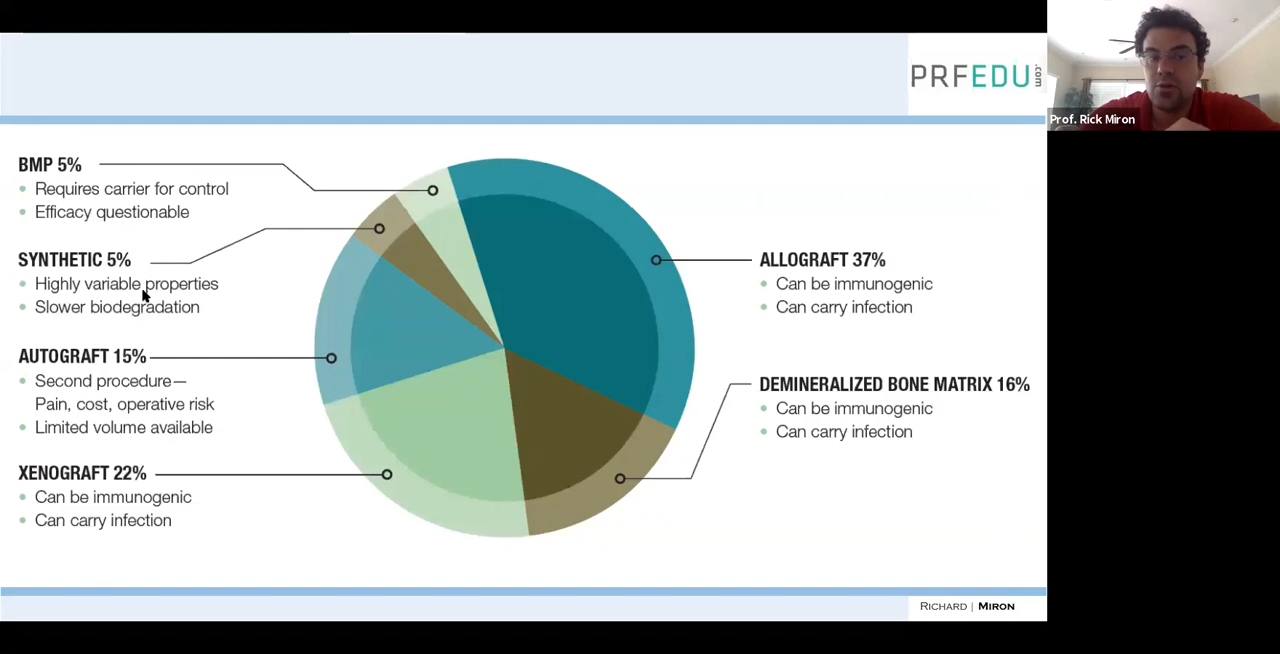 PRFEDU.com
Prof. Rick Miron
BMP 5%
• Requires carrier for control
• Efficacy questionable
SYNTHETIC 5%
• Highly variable properties
• Slower biodegradation
AUTOGRAFT 15%
• Second procedure—
Pain, cost, operative risk
• Limited volume available
XENOGRAFT 22%
• Can be immunogenic
• Can carry infection
ALLOGRAFT 37%
• Can be immunogenic
• Can carry infection
DEMINERALIZED BONE MATRIX 16%
• Can be immunogenic
• Can carry infection
RICHARD | MIRON